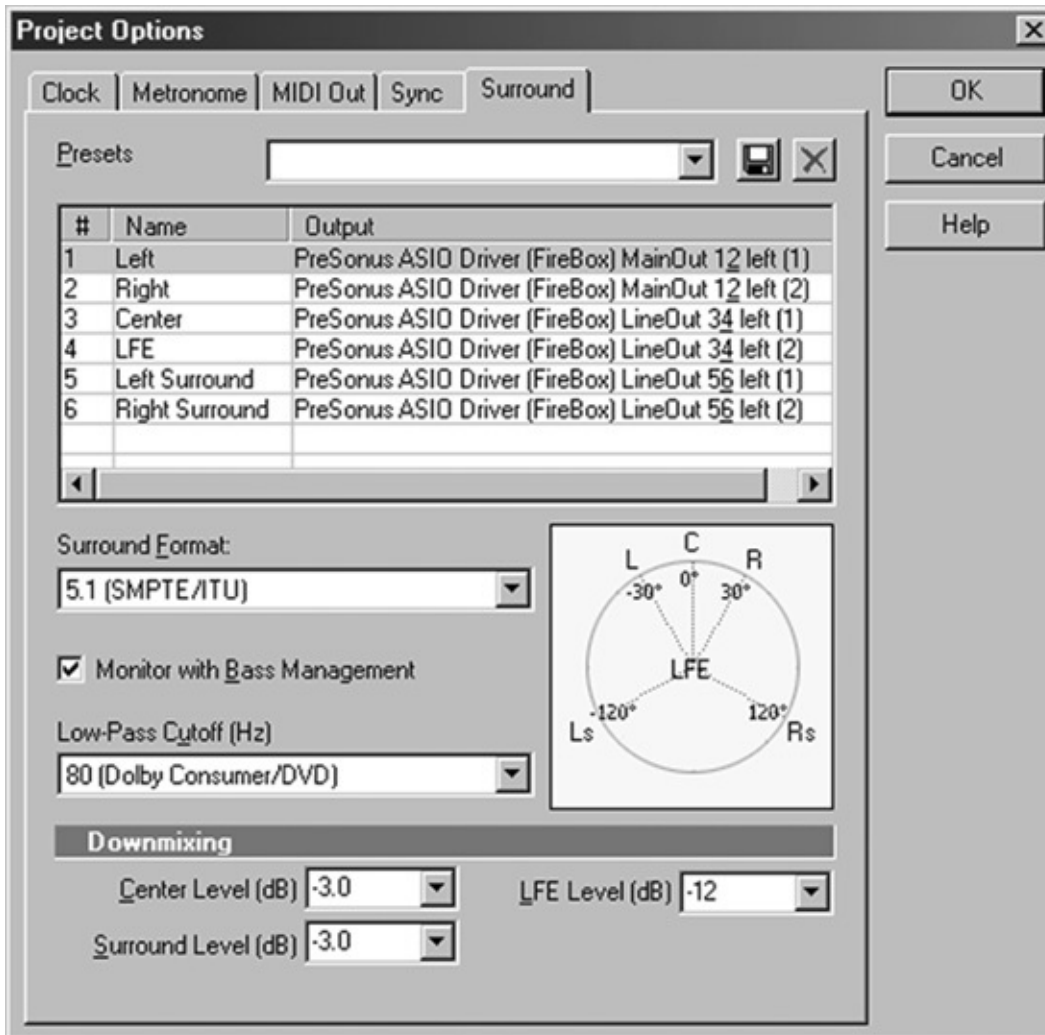 Project Options
Clock Metronome MIDI Out Sync Surround
OK
Cancel
Help
Presets
# Name Output
1 Left PreSonus ASIO Driver (FireBox) MainOut 12 left (1)
2 Right PreSonus ASIO Driver (FireBox) MainOut 12 left (2)
3 Center PreSonus ASIO Driver (FireBox) LineOut 34 left (1)
4 LFE PreSonus ASIO Driver (FireBox) LineOut 34 left (2)
5 Left Surround PreSonus ASIO Driver (FireBox) LineOut 56 left (1)
6 Right Surround PreSonus ASIO Driver (FireBox) LineOut 56 left (2)
Surround Format:
5.1 (SMPTE/ITU)
Monitor with Bass Management
Low-Pass Cutoff (Hz)
80 (Dolby Consumer/DVD)
L C R
-30° 0° 30°
LFE
-120° 120°
Ls Rs
Downmixing
Center Level (dB) -3.0 LFE Level (dB) -12
Surround Level (dB) -3.0